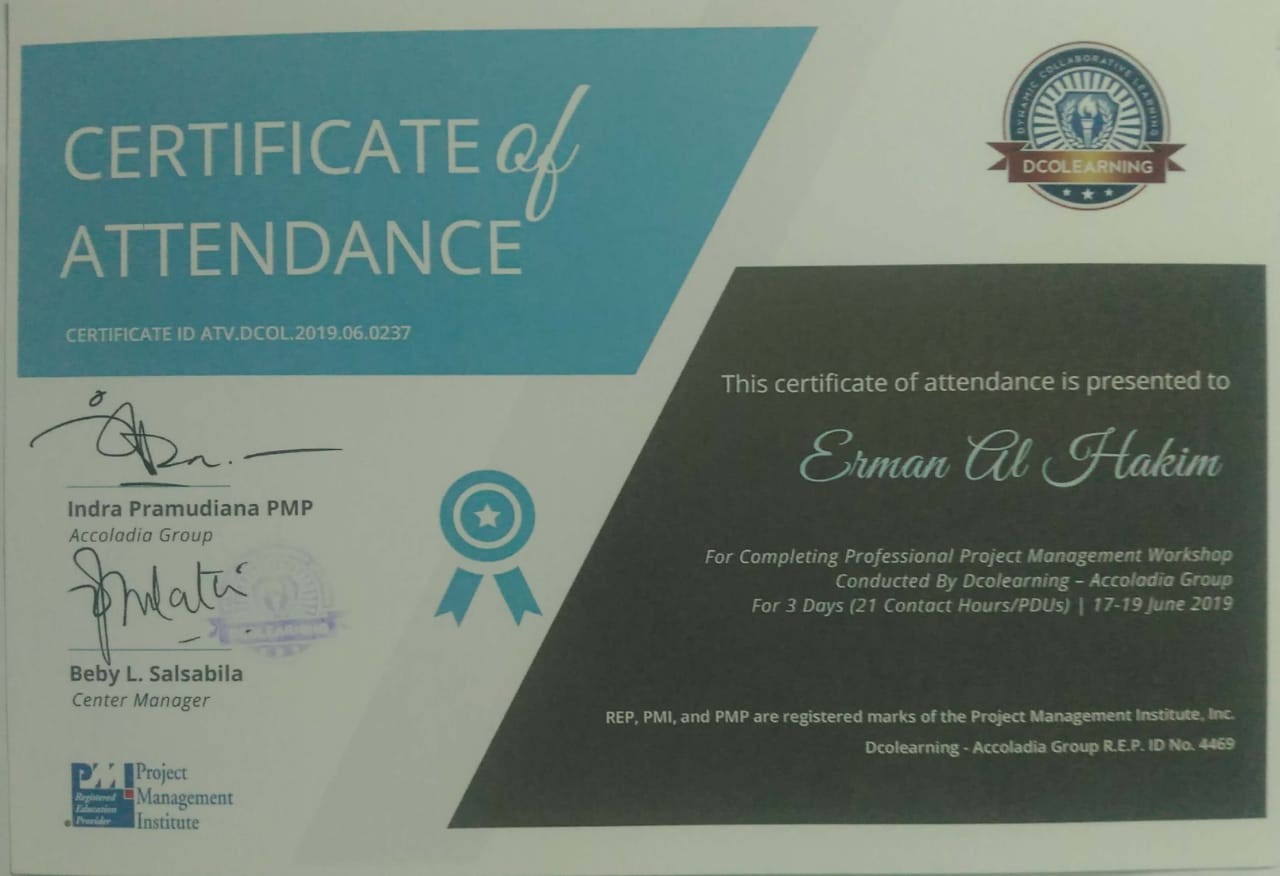 CERTIFICATE of
ATTENDANCE
CERTIFICATE ID ATV.DCOL.2019.06.0237
DYNAMIC COLLABORATIVE LEARNING
DCOLEARNING
This certificate of attendance is presented to
Erman Al Hakim
For Completing Professional Project Management Workshop
Conducted By Dcolearning – Accoladia Group
For 3 Days (21 Contact Hours/PDUs) | 17-19 June 2019
REP, PMI, and PMP are registered marks of the Project Management Institute, Inc.
Dcolearning - Accoladia Group R.E.P. ID No. 4469
Indra Pramudiana PMP
Accoladia Group
Beby L. Salsabila
Center Manager
PMI
Registered
Education
Provider
Project
Management
Institute